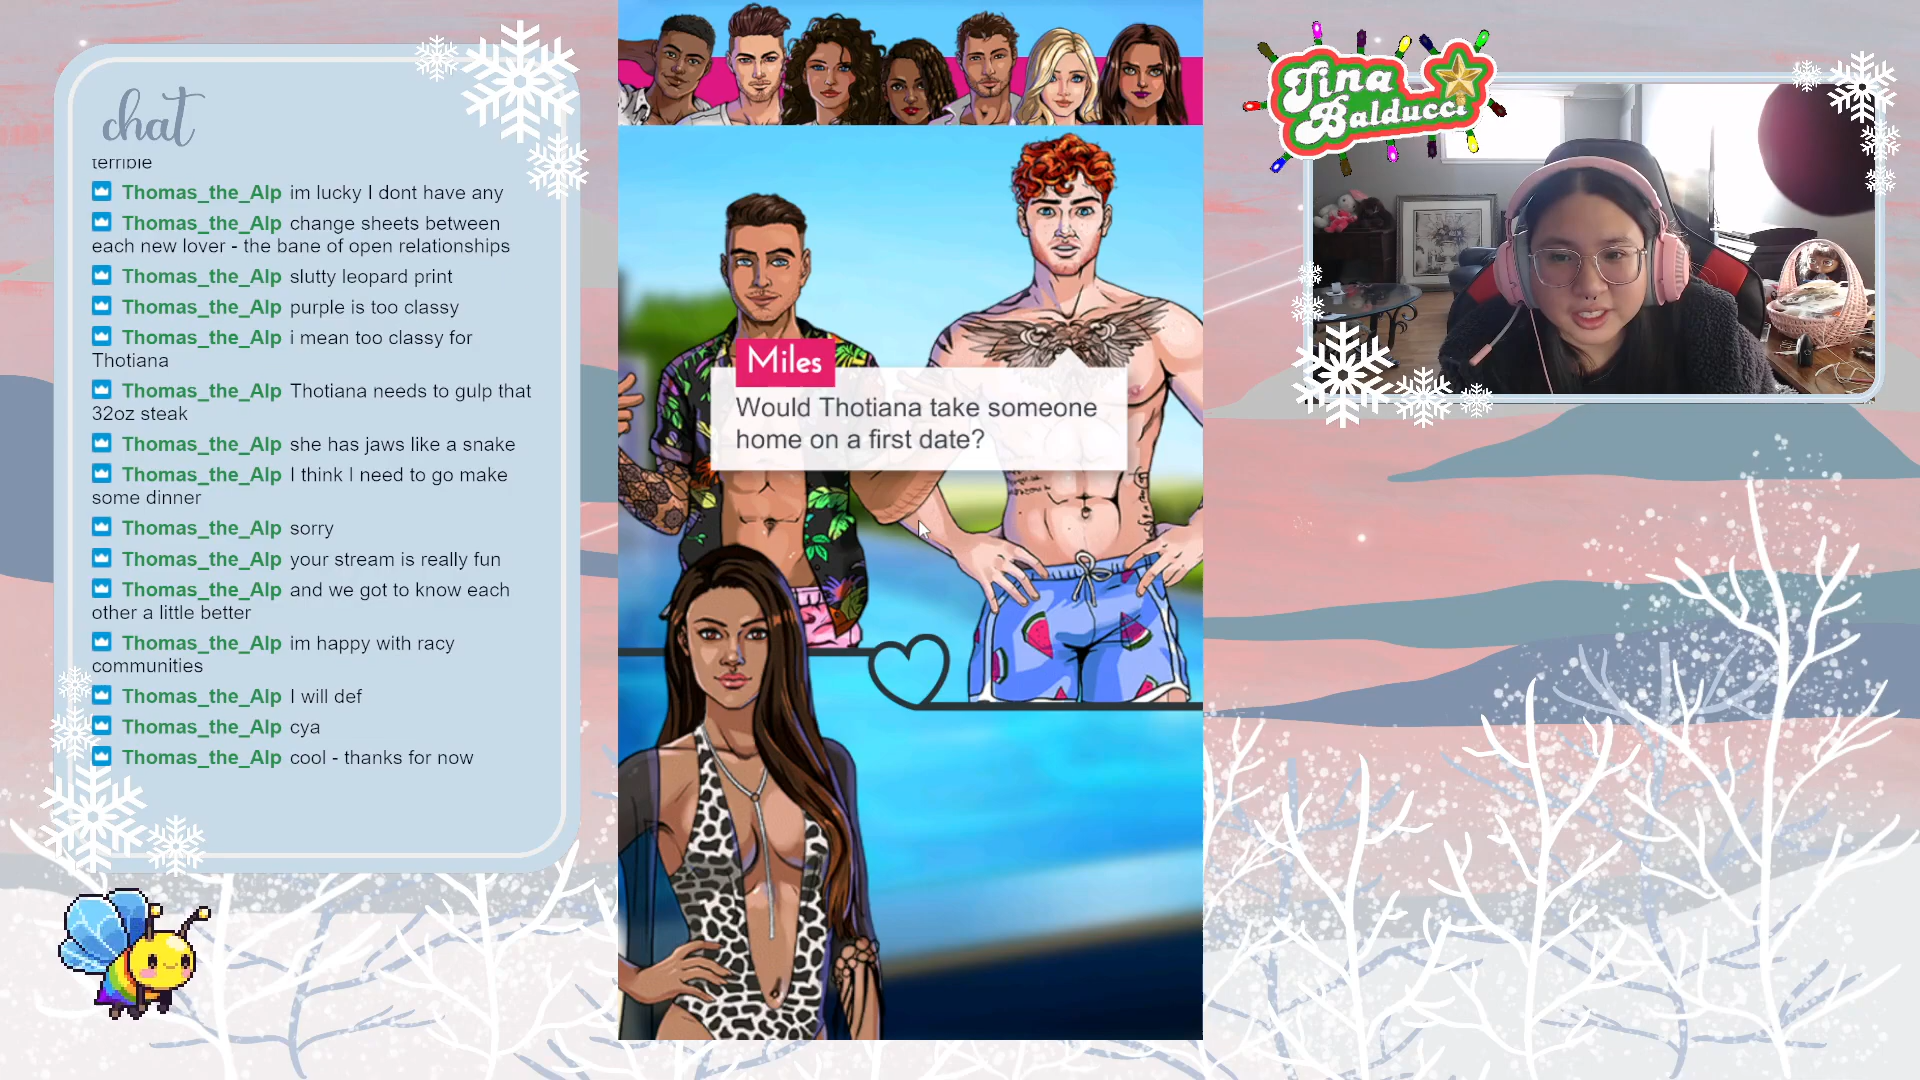 chat
terrible
Thomas_the_Alp im lucky I dont have any
Thomas_the_Alp change sheets between
each new lover - the bane of open relationships
Thomas_the_Alp slutty leopard print
Thomas_the_Alp purple is too classy
Thomas_the_Alp i mean too classy for
Thotiana
Thomas_the_Alp Thotiana needs to gulp that
32oz steak
Thomas_the_Alp she has jaws like a snake
Thomas_the_Alp I think I need to go make
some dinner
Thomas_the_Alp sorry
Thomas_the_Alp your stream is really fun
Thomas_the_Alp and we got to know each
other a little better
Thomas_the_Alp im happy with racy
communities
Thomas_the_Alp I will def
Thomas_the_Alp cya
Thomas_the_Alp cool - thanks for now
Miles
Would Thotiana take someone
home on a first date?
Tina
Balducci